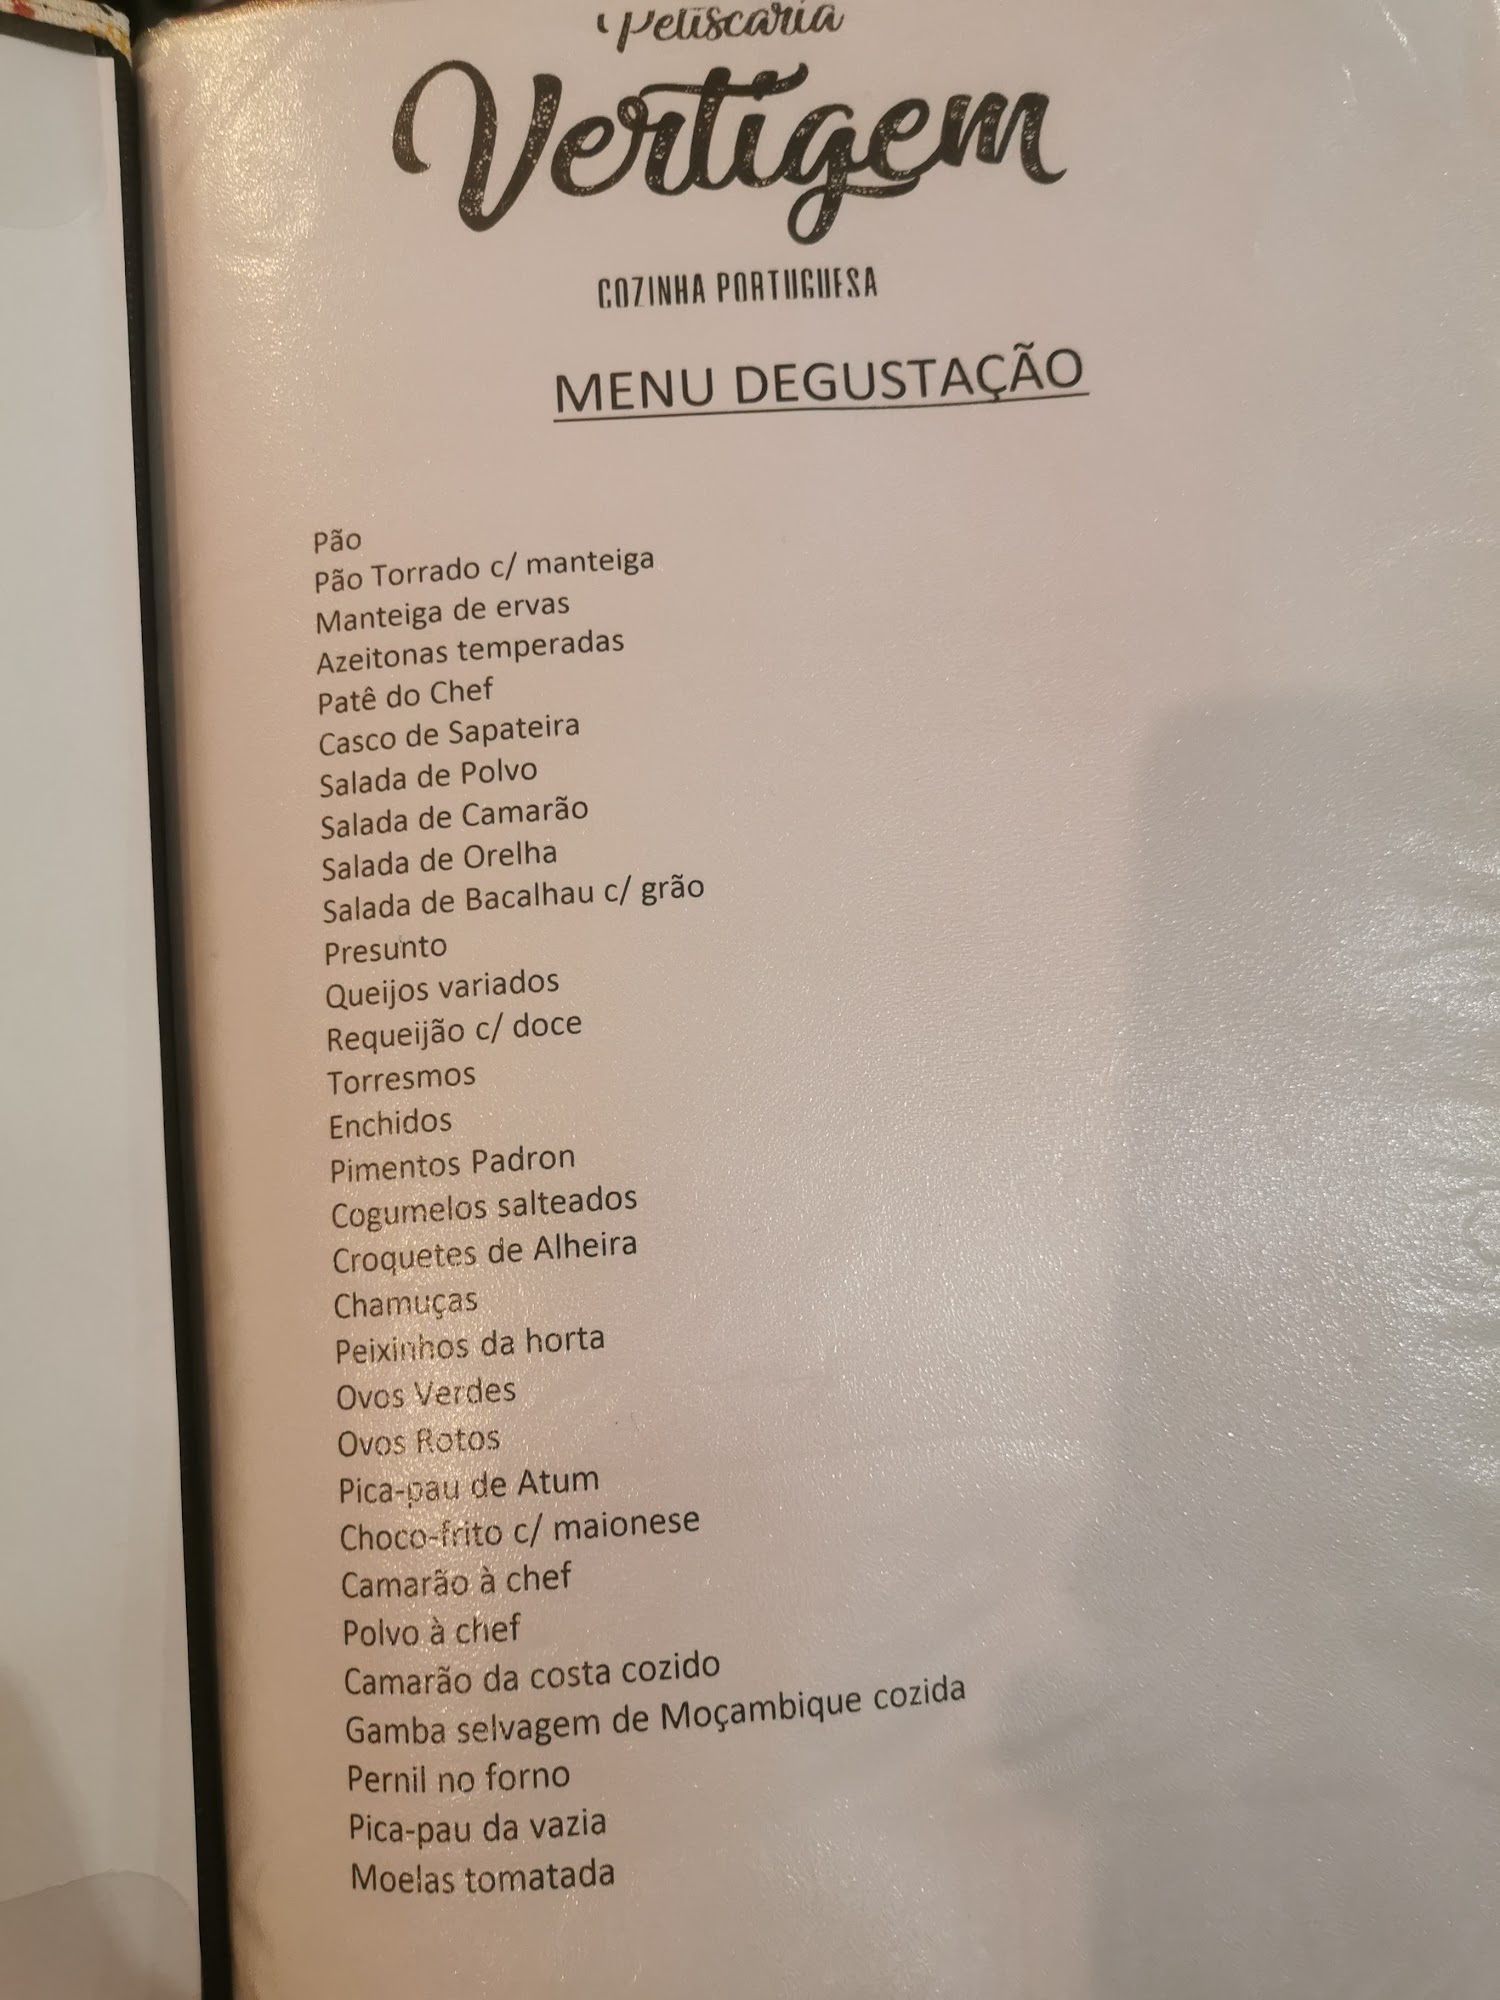 Petiscaria
Vertigem
COZINHA PORTUGUESA
MENU DEGUSTAÇÃO
Pão
Pão Torrado c/ manteiga
Manteiga de ervas
Azeitonas temperadas
Patê do Chef
Casco de Sapateira
Salada de Polvo
Salada de Camarão
Salada de Orelha
Salada de Bacalhau c/ grão
Presunto
Queijos variados
Requeijão c/ doce
Torresmos
Enchidos
Pimentos Padron
Cogumelos salteados
Croquetes de Alheira
Chamuças
Peixinhos da horta
Ovos Verdes
Ovos Rotos
Pica-pau de Atum
Choco-frito c/ maionese
Camarão à chef
Polvo à chef
Camarão da costa cozido
Gamba selvagem de Moçambique cozida
Pernil no forno
Pica-pau da vazia
Moelas tomatada